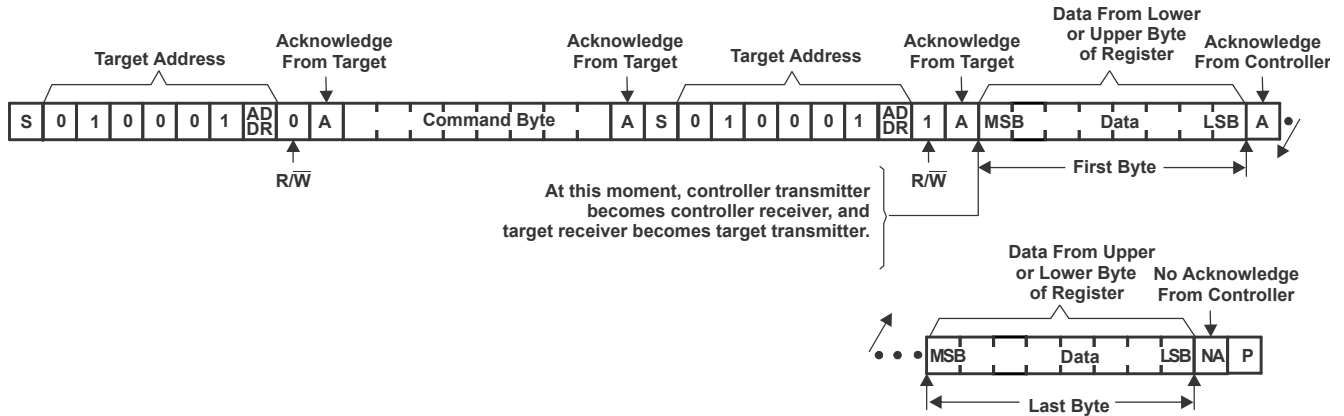 Data From Lower
or Upper Byte
of Register
Acknowledge
From Target
Acknowledge
From Target
Acknowledge
From Target
Acknowledge
From Controller
Target Address
Target Address
S 0 1 0 0 0 1 AD DR 0 A Command Byte A S 0 1 0 0 0 1 AD DR 1 A MSB Data LSB A
R/W̅
R/W̅
First Byte
At this moment, controller transmitter
becomes controller receiver, and
target receiver becomes target transmitter.
Data From Upper
or Lower Byte
of Register
No Acknowledge
From Controller
MSB Data LSB NA P
Last Byte